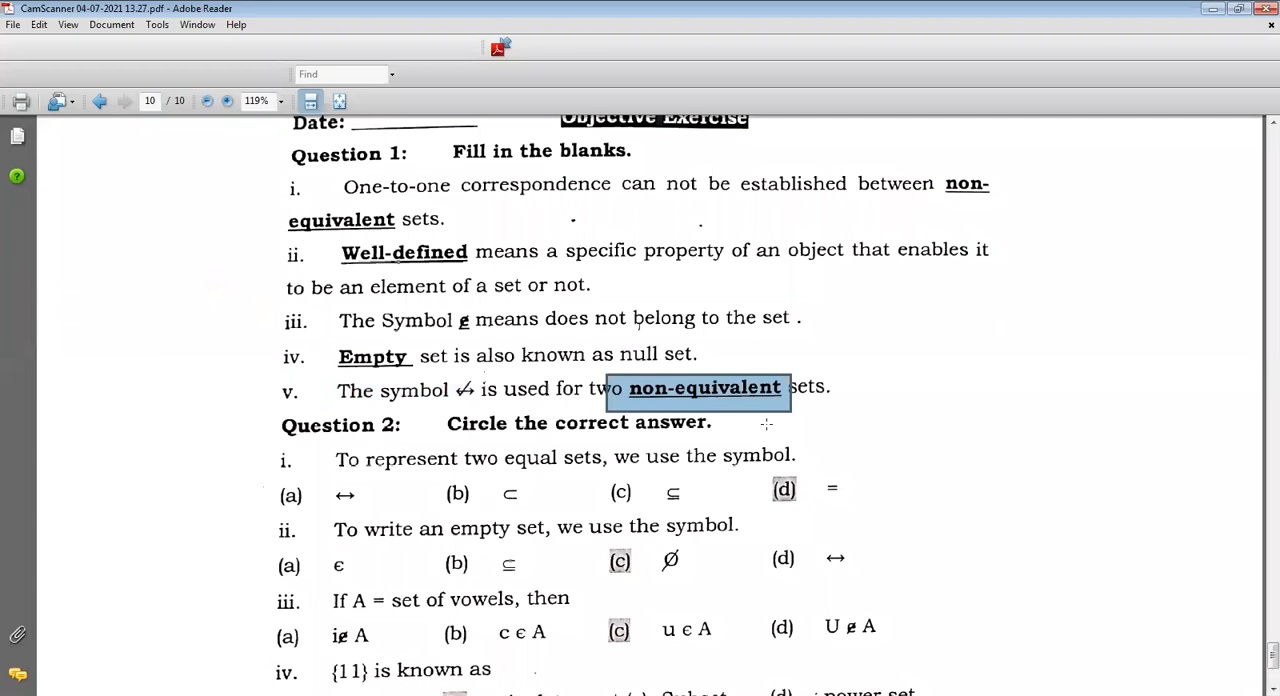 CamScanner 04-07-2021 13.27.pdf - Adobe Reader
File Edit View Document Tools Window Help
Find
10 / 10 119%
Date: ____________ Objective Exercise
Question 1: Fill in the blanks.
i. One-to-one correspondence can not be established between non-
equivalent sets.
ii. Well-defined means a specific property of an object that enables it
to be an element of a set or not.
iii. The Symbol ∉ means does not belong to the set .
iv. Empty set is also known as null set.
v. The symbol ↮ is used for two non-equivalent sets.
Question 2: Circle the correct answer.
i. To represent two equal sets, we use the symbol.
(a) ↔ (b) ⊂ (c) ⊆ (d) =
ii. To write an empty set, we use the symbol.
(a) ϵ (b) ⊆ (c) Ø (d) ↔
iii. If A = set of vowels, then
(a) i∉ A (b) c ϵ A (c) u ϵ A (d) U ∉ A
iv. {11} is known as
(c) Subset (d) power set